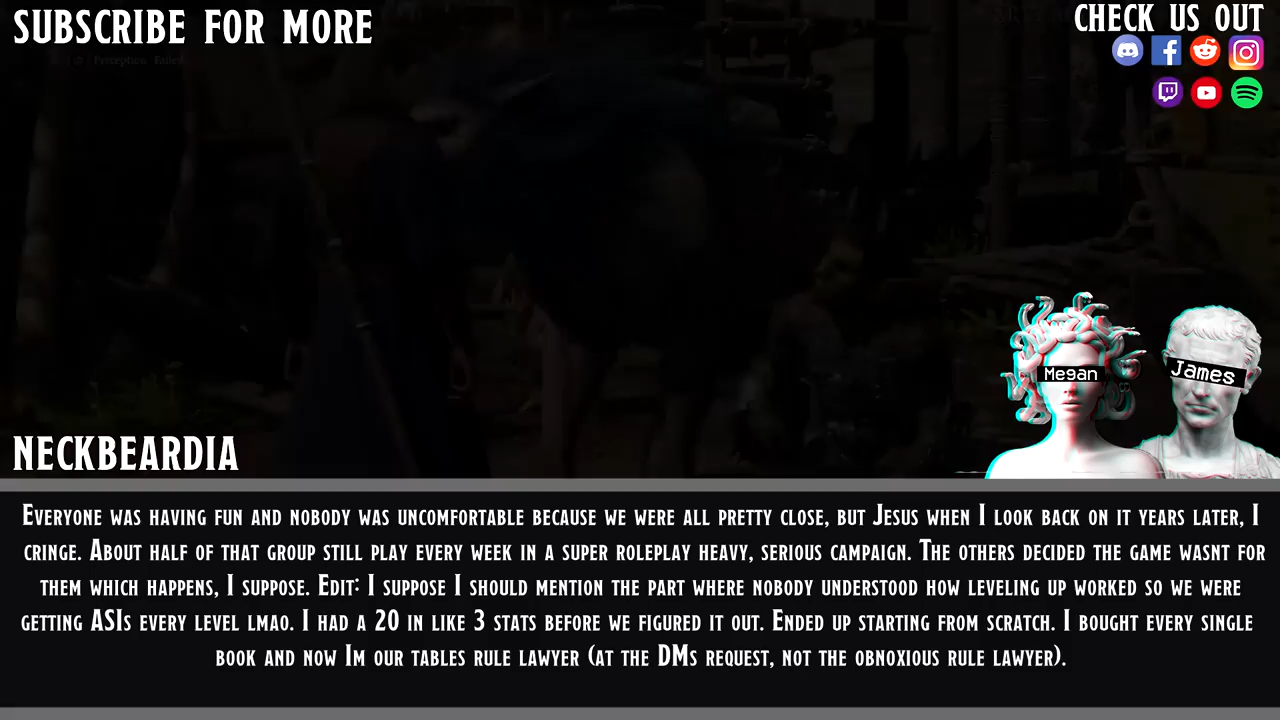 SUBSCRIBE FOR MORE
CHECK US OUT
Perception Failed
Megan
James
NECKBEARDIA
Everyone was having fun and nobody was uncomfortable because we were all pretty close, but Jesus when I look back on it years later, I
cringe. About half of that group still play every week in a super roleplay heavy, serious campaign. The others decided the game wasnt for
them which happens, I suppose. Edit: I suppose I should mention the part where nobody understood how leveling up worked so we were
getting ASIs every level lmao. I had a 20 in like 3 stats before we figured it out. Ended up starting from scratch. I bought every single
book and now Im our tables rule lawyer (at the DMs request, not the obnoxious rule lawyer).